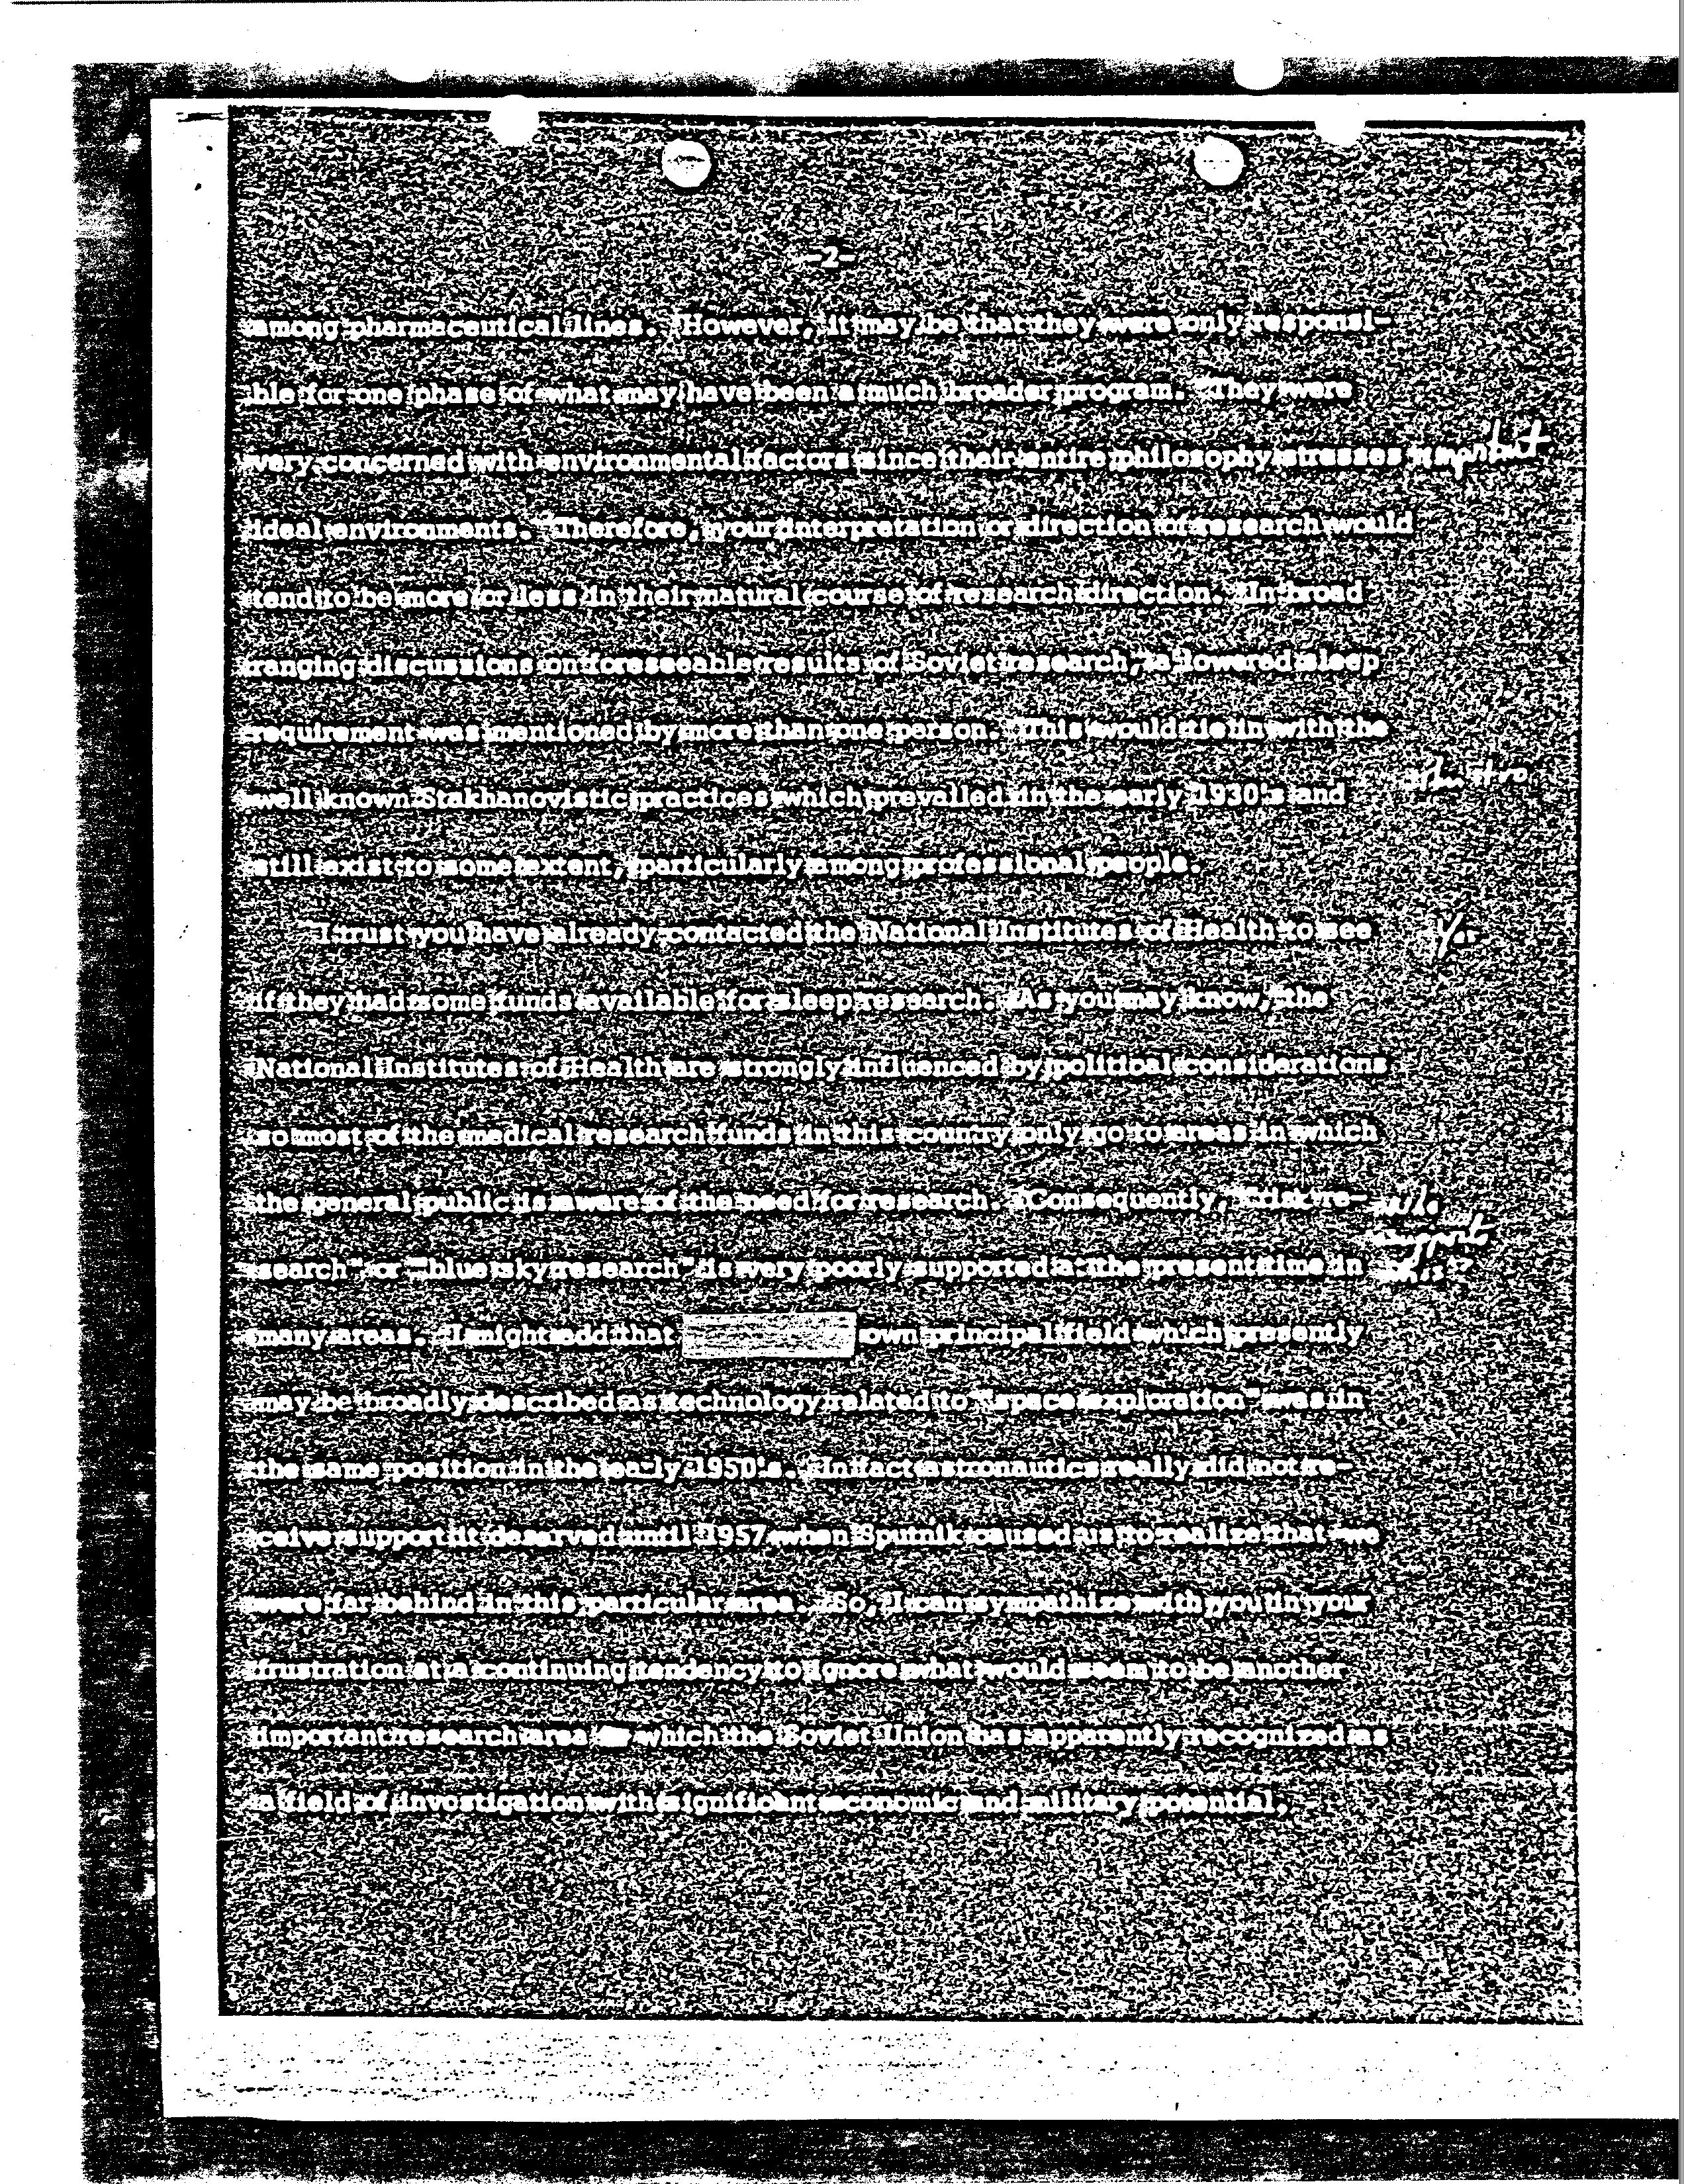 -2-
among pharmaceutical lines. However, it may be that they were only responsi-
ble for one phase of what may have been a much broader program. They were
very concerned with environmental factors since their entire philosophy stresses important
ideal environments. Therefore, your interpretation or direction of research would
tend to be more or less in their natural course of research direction. In broad
ranging discussions on foreseeable results of Soviet research, a lowered sleep
requirement was mentioned by more than one person. This would tie in with the
well known Stakhanovistic practices which prevailed in the early 1930's and
still exist to some extent, particularly among professional people.
I trust you have already contacted the National Institutes of Health to see Yes
if they had some funds available for sleep research. As you may know, the
National Institutes of Health are strongly influenced by political considerations
so most of the medical research funds in this country only go to areas in which
the general public is aware of the need for research. Consequently, "risk re-
support
search" or "blue sky research" is very poorly supported at the present time in
many areas. I might add that own principal field which presently
may be broadly described as technology related to "space exploration" was in
the same position in the early 1950's. In fact astronautics really did not re-
ceive support it deserved until 1957 when Sputnik caused us to realize that we
were far behind in this particular area. So, I can sympathize with you in your
frustration at a continuing tendency to ignore what would seem to be another
important research area which the Soviet Union has apparently recognized as
a field of investigation with significant economic and military potential.